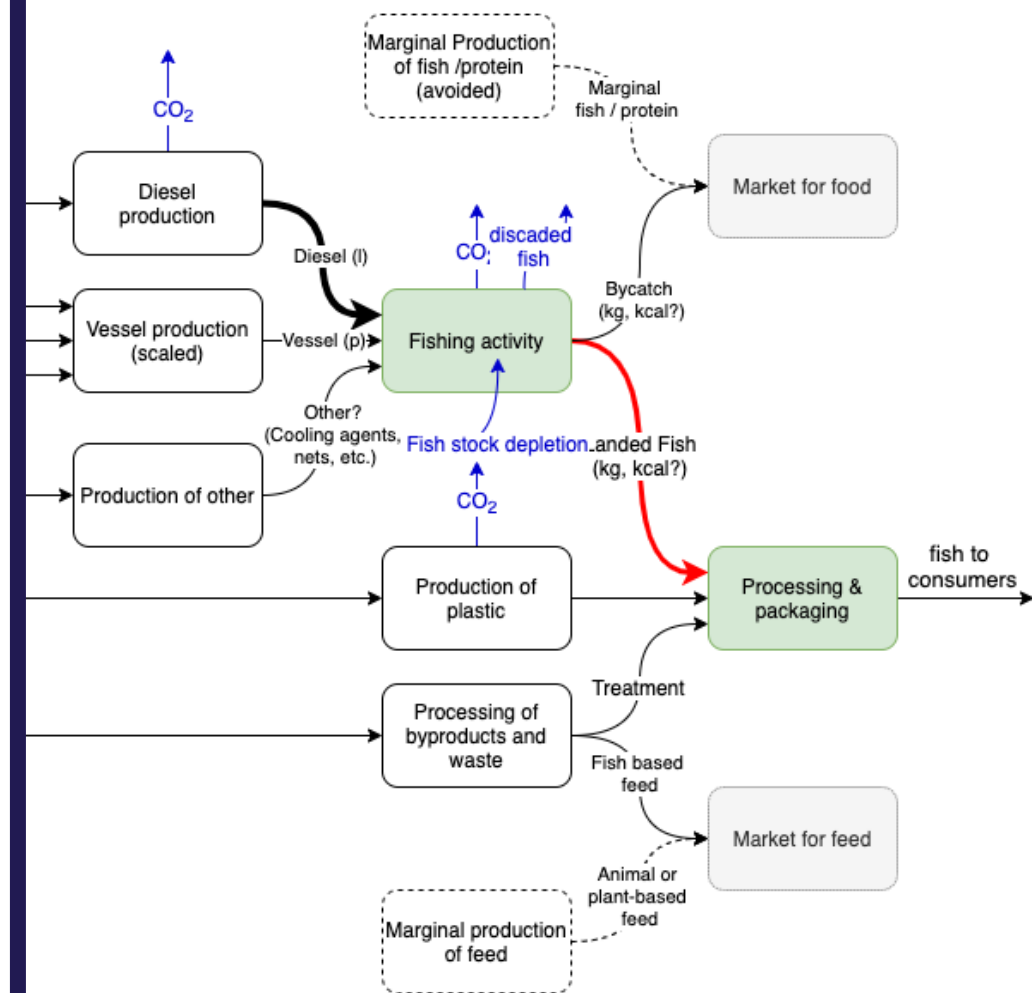 Marginal Production
of fish /protein
(avoided)
Marginal
fish / protein
CO2
Diesel
production
Market for food
discaded
fish
CO
Diesel (l)
Bycatch
(kg, kcal?)
Vessel production
(scaled)
Vessel (p)
Fishing activity
Other?
(Cooling agents,
nets, etc.)
Fish stock depletion
anded Fish
(kg, kcal?)
Production of other
CO2
fish to
consumers
Production of
plastic
Processing &
packaging
Treatment
Processing of
byproducts and
waste
Fish based
feed
Market for feed
Animal or
plant-based
feed
Marginal production
of feed